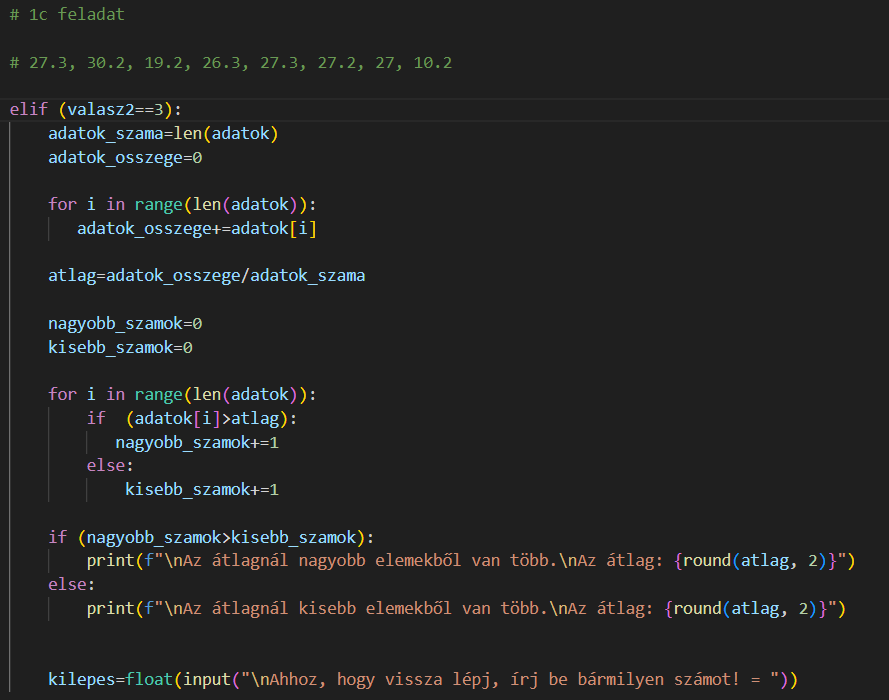 # 1c feladat
# 27.3, 30.2, 19.2, 26.3, 27.3, 27.2, 27, 10.2
elif (valasz2==3):
    adatok_szama=len(adatok)
    adatok_osszege=0
    for i in range(len(adatok)):
       adatok_osszege+=adatok[i]
    atlag=adatok_osszege/adatok_szama
    nagyobb_szamok=0
    kisebb_szamok=0
    for i in range(len(adatok)):
        if  (adatok[i]>atlag):
           nagyobb_szamok+=1
        else:
            kisebb_szamok+=1
    if (nagyobb_szamok>kisebb_szamok):
        print(f"\nAz átlagnál nagyobb elemekből van több.\nAz átlag: {round(atlag, 2)}")
    else:
        print(f"\nAz átlagnál kisebb elemekből van több.\nAz átlag: {round(atlag, 2)}")
    kilepes=float(input("\nAhhoz, hogy vissza lépj, írj be bármilyen számot! = "))